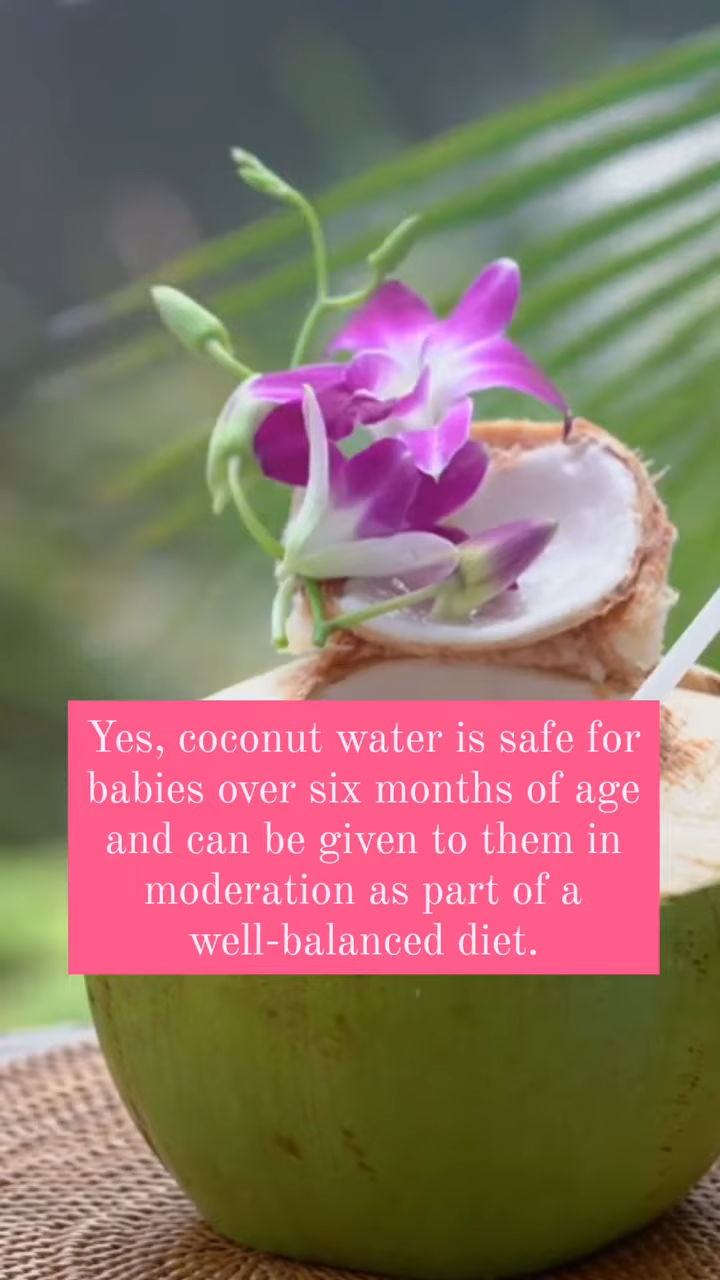 Yes, coconut water is safe for
babies over six months of age
and can be given to them in
moderation as part of a
well-balanced diet.